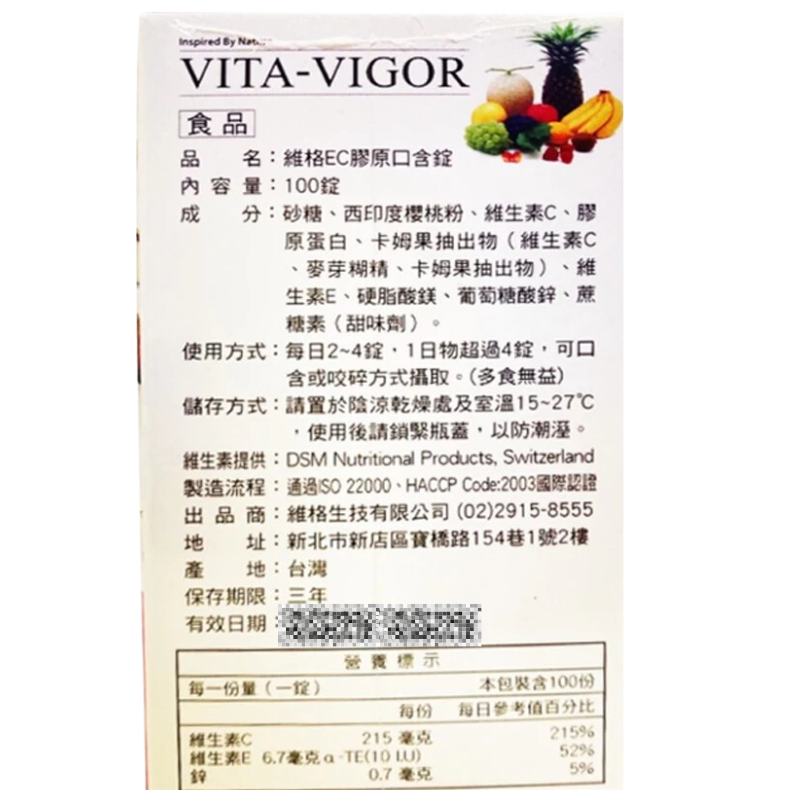 Inspired By
VITA-VIGOR
食品
品 名：維格EC膠原口含錠
內容量：100錠
成 分：砂糖、西印度櫻桃粉、維生素C、膠
原蛋白、卡姆果抽出物（維生素C
、麥芽糊精、卡姆果抽出物）、維
生素E、硬脂酸鎂、葡萄糖酸鋅、蔗
糖素（甜味劑）。
使用方式：每日2~4錠，1日物超過4錠，可口
含或咬碎方式攝取。(多食無益)
儲存方式：請置於陰涼乾燥處及室溫15~27℃
，使用後請鎖緊瓶蓋，以防潮溼。
維生素提供：DSM Nutritional Products, Switzerland
製造流程：通過ISO 22000、HACCP Code:2003國際認證
出品商：維格生技有限公司 (02)2915-8555
地 址：新北市新店區寶橋路154巷1號2樓
產 地：台灣
保存期限：三年
有效日期：
營養標示
每一份量（一錠） 本包裝含100份
每份 每日參考值百分比
維生素C 215 毫克 215%
維生素E 6.7毫克α-TE(10 I.U) 52%
鋅 0.7 毫克 5%